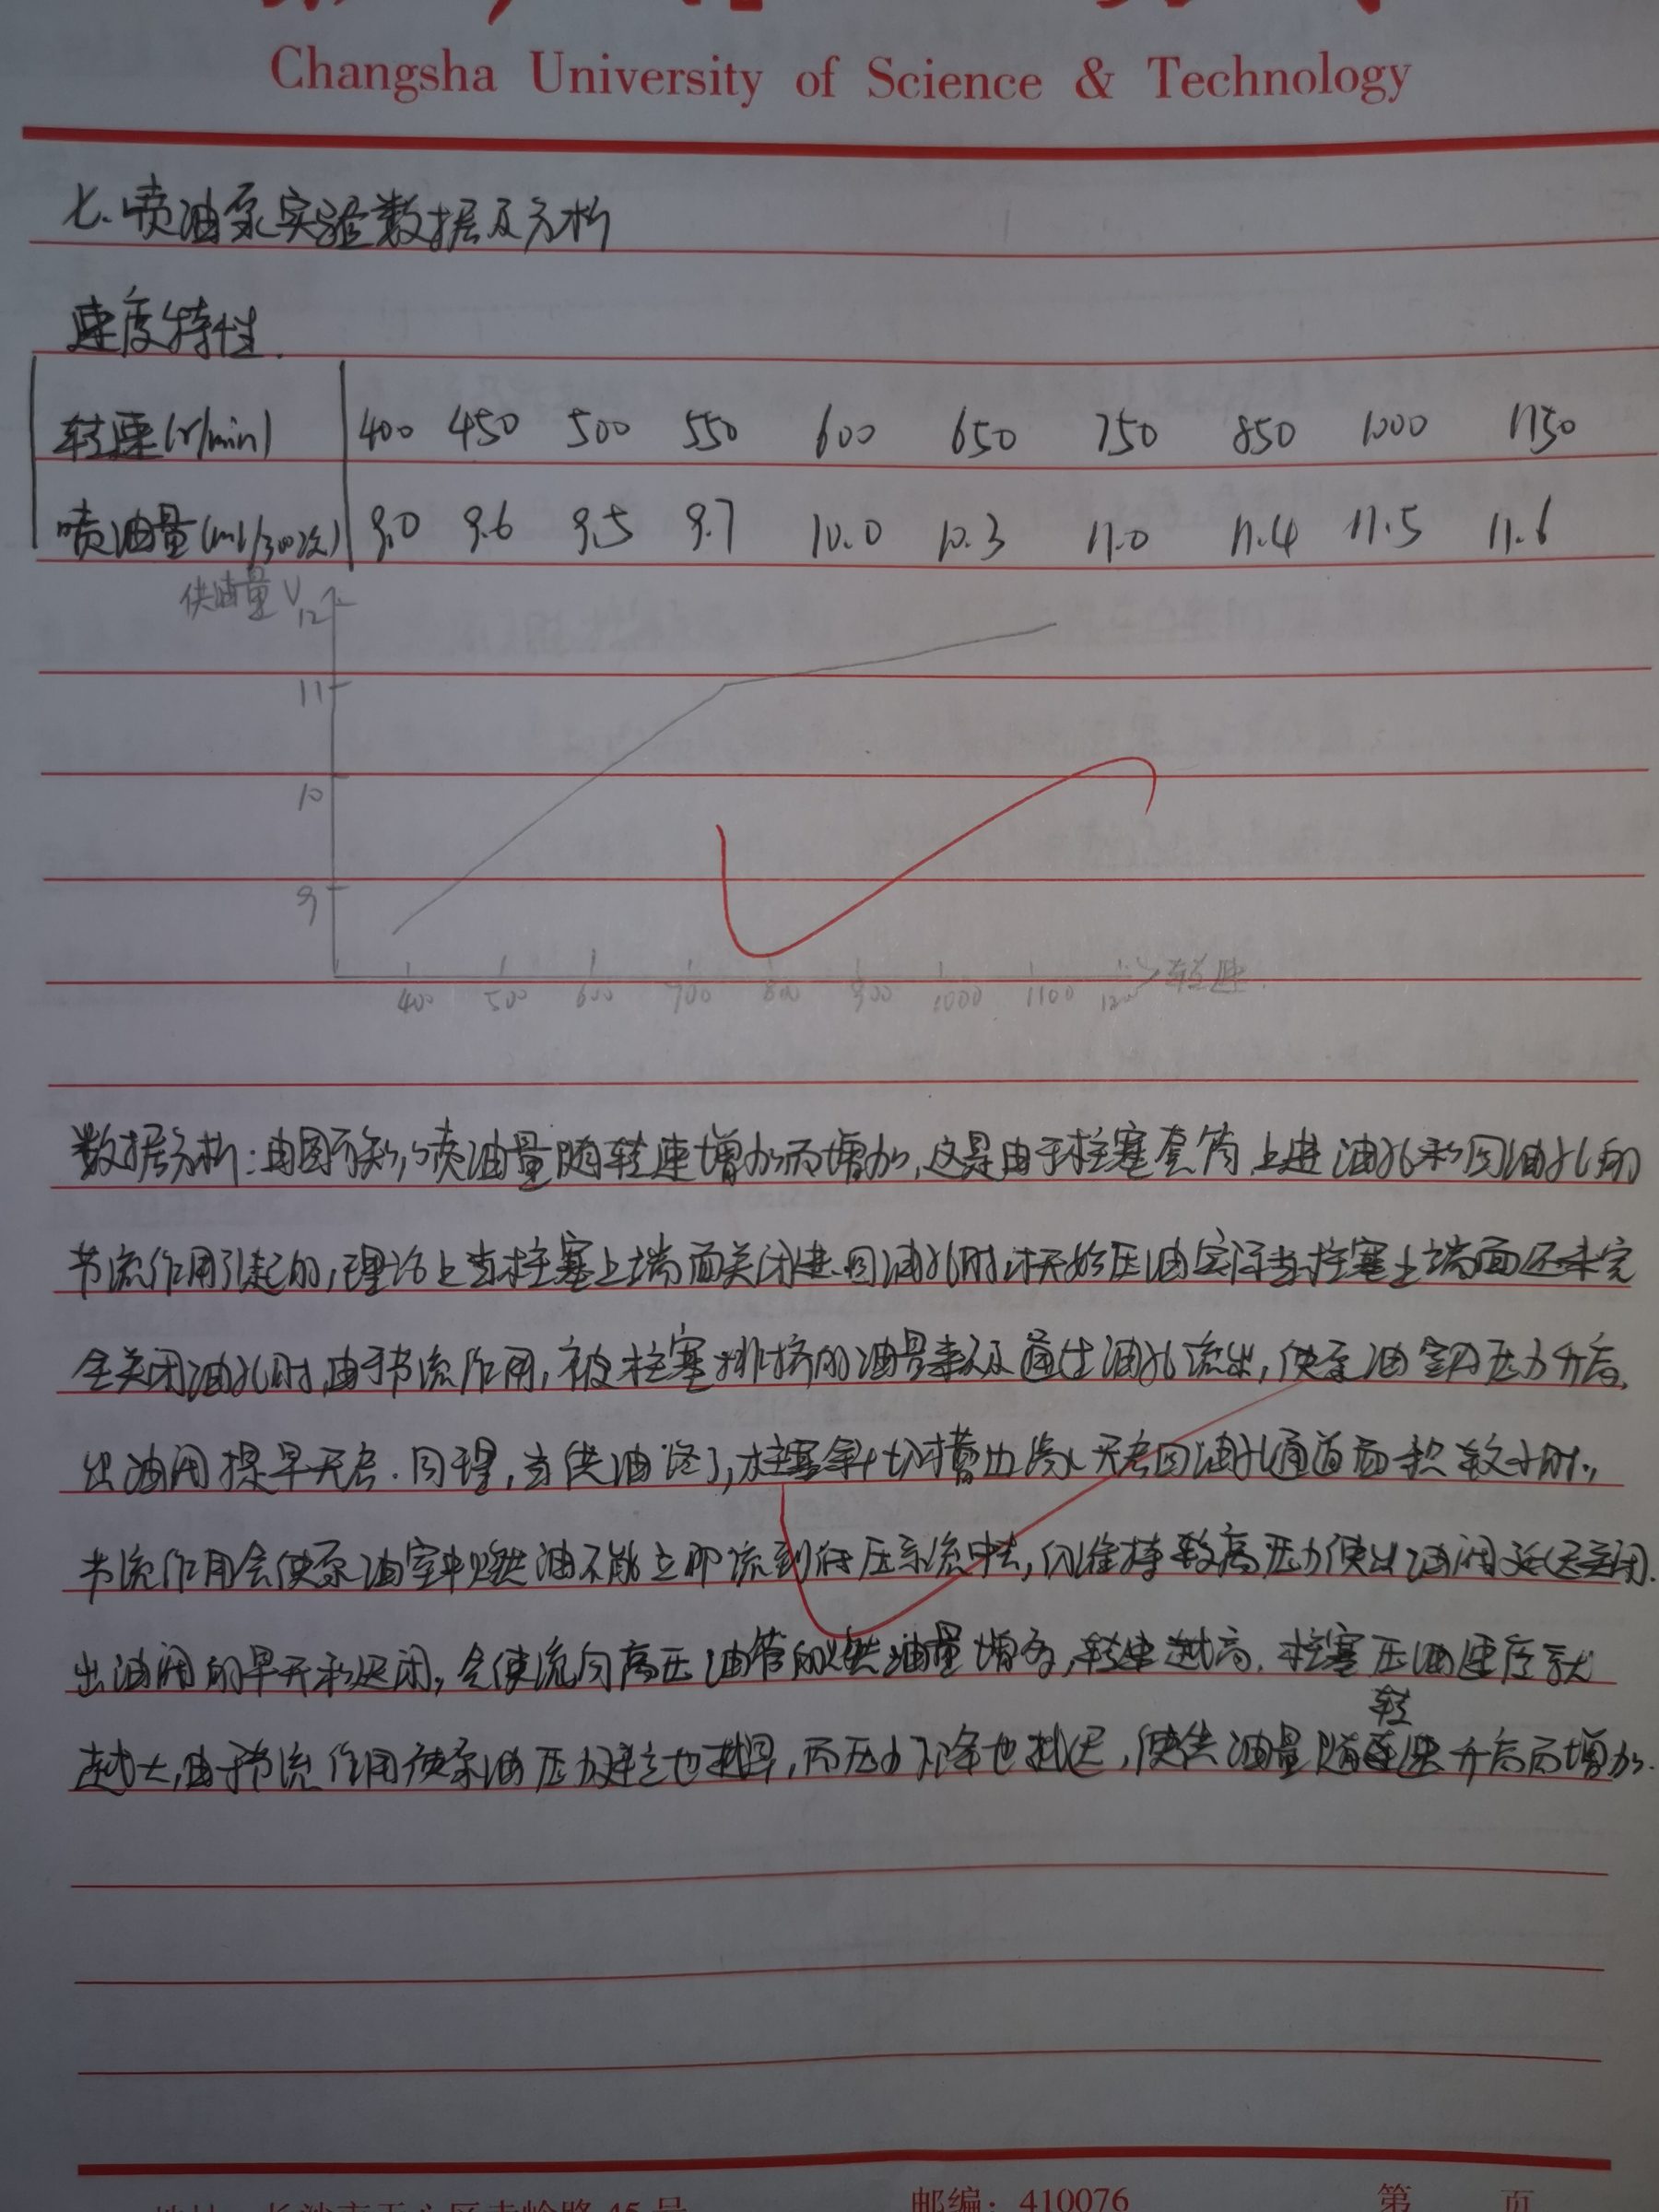 Changsha University of Science & Technology
七.喷油泵实验数据及分析
速度特性.
转速(r/min) 400 450 500 550 600 650 750 850 1000 1150
喷油量(ml/300次) 9.0 9.6 9.5 9.7 10.0 10.3 11.0 11.4 11.5 11.6
供油量V
12
11
10
9
400 500 600 700 800 900 1000 1100 1200 转速.
数据分析:由图可知,喷油量随转速增加而增加,这是由于柱塞套筒上进油孔和回油孔的
节流作用引起的,理论上当柱塞上端面关闭进.回油孔时,才开始压油实际当柱塞上端面还未完
全关闭油孔时,由于节流作用,被柱塞排挤的油量来不及通过油孔流出,使泵油室内压力升高,
出油阀提早开启.同理,当供油终了,柱塞斜切槽边缘开启回油孔通道面积较小时,
节流作用会使泵油室中燃油不能立即流到低压系统中去,仍维持较高压力使出油阀延迟关闭.
出油阀的早开和迟闭,会使流向高压油管的燃油量增多,转速越高.柱塞压油速度就
转
越大,由于节流作用使泵油压力建立也越早,而压力下降也越迟,使供油量随速升高而增加.
邮编: 410076
第 页